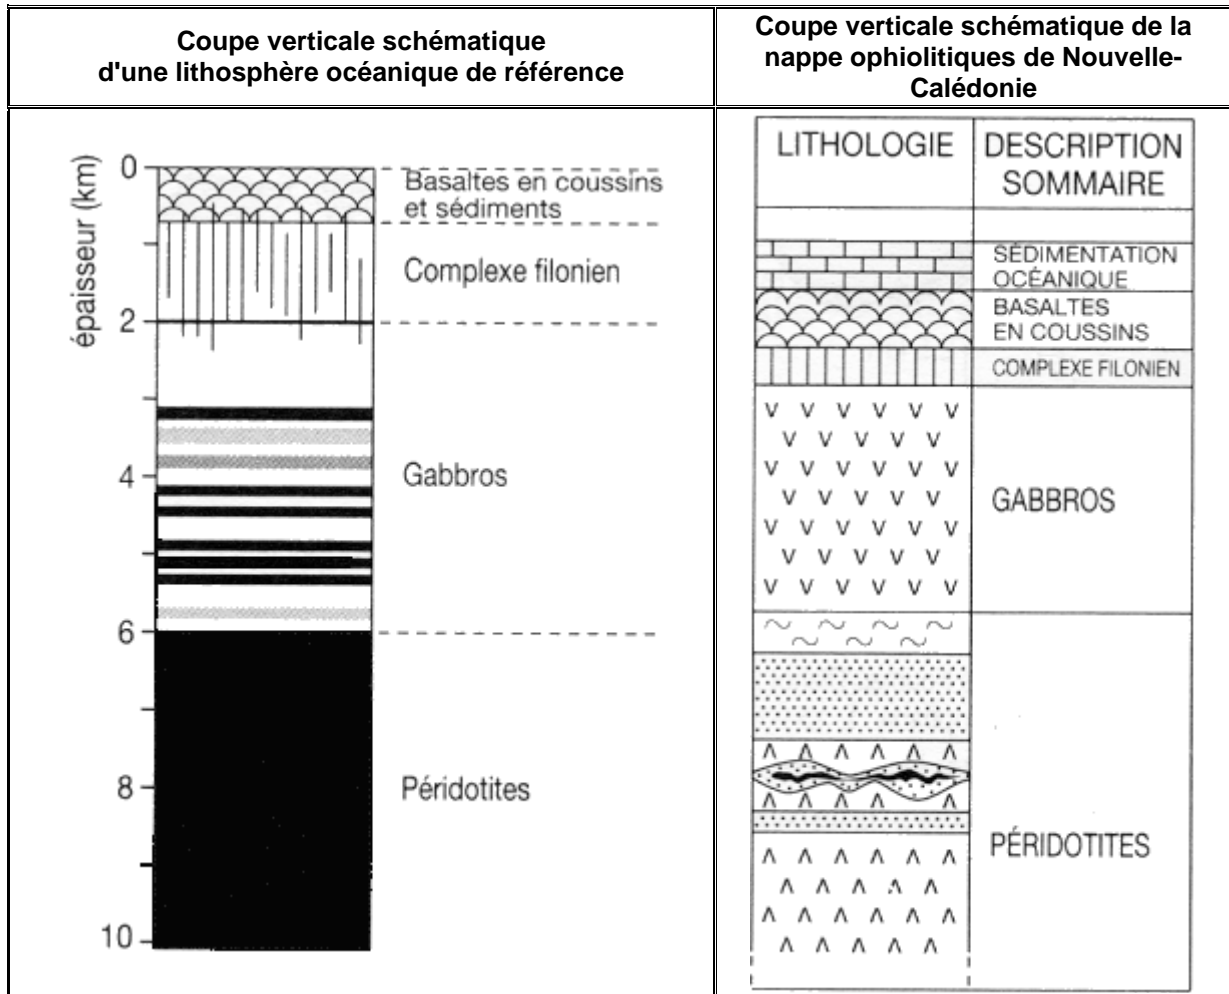 Coupe verticale schématique
d'une lithosphère océanique de référence
Coupe verticale schématique de la
nappe ophiolitiques de Nouvelle-
Calédonie
épaisseur (km)
0
2
4
6
8
10
Basaltes en coussins
et sédiments
Complexe filonien
Gabbros
Péridotites
LITHOLOGIE
DESCRIPTION
SOMMAIRE
SÉDIMENTATION
OCÉANIQUE
BASALTES
EN COUSSINS
COMPLEXE FILONIEN
GABBROS
PÉRIDOTITES